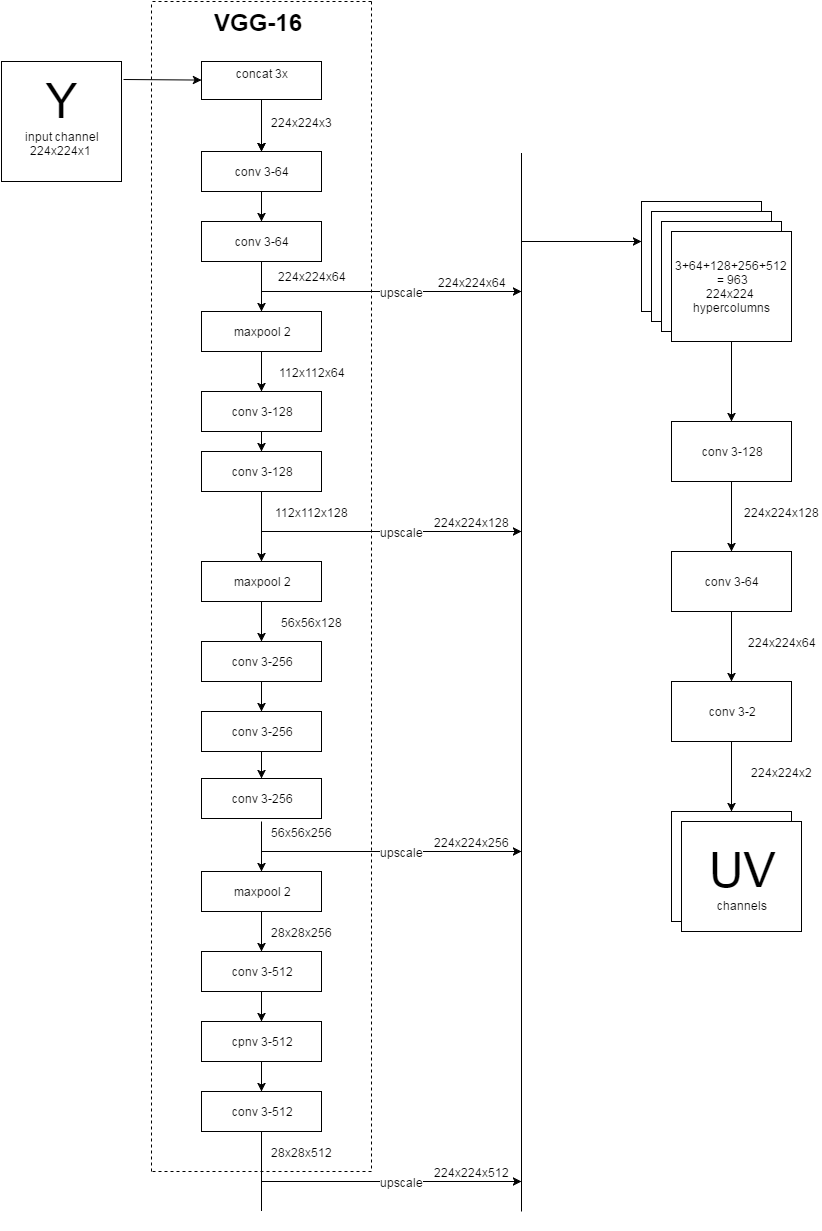 VGG-16
Y
input channel
224x224x1
concat 3x
224x224x3
conv 3-64
conv 3-64
224x224x64
upscale
224x224x64
maxpool 2
112x112x64
conv 3-128
conv 3-128
112x112x128
upscale
224x224x128
maxpool 2
56x56x128
conv 3-256
conv 3-256
conv 3-256
56x56x256
upscale
224x224x256
maxpool 2
28x28x256
conv 3-512
cpnv 3-512
conv 3-512
28x28x512
upscale
224x224x512
3+64+128+256+512
= 963
224x224
hypercolumns
conv 3-128
224x224x128
conv 3-64
224x224x64
conv 3-2
224x224x2
UV
channels